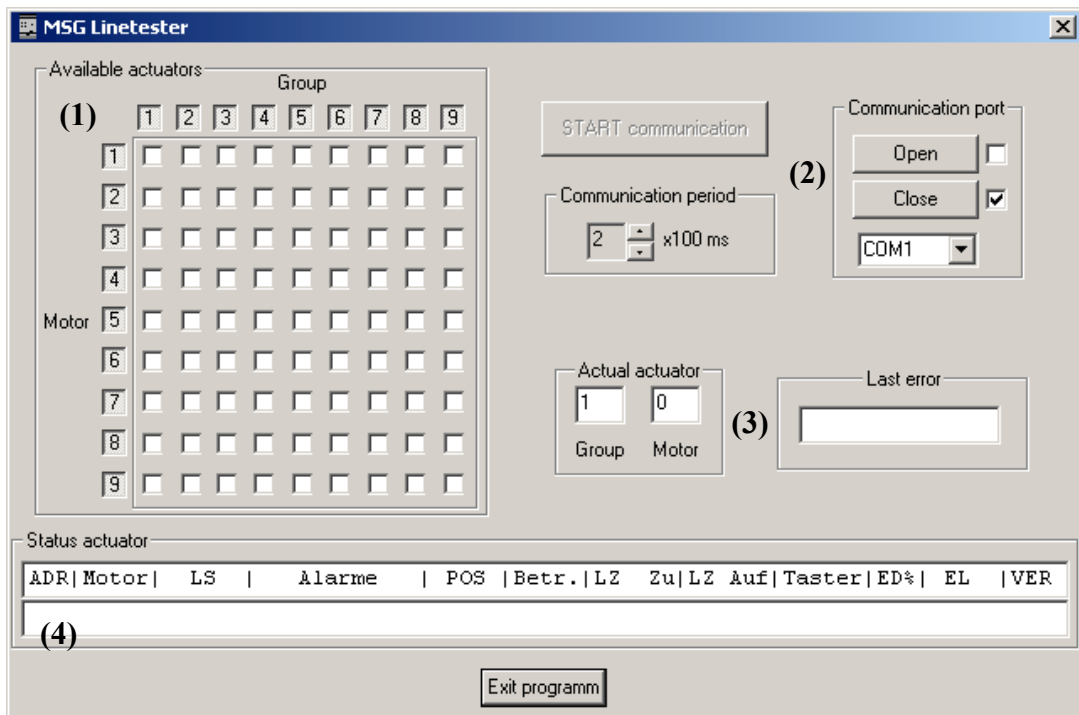 MSG Linetester
Available actuators
Group
(1)
1 2 3 4 5 6 7 8 9
1
2
3
4
Motor 5
6
7
8
9
START communication
Communication period
2 x100 ms
(2)
Communication port
Open
Close
COM1
Actual actuator
1 0
Group Motor
(3)
Last error
Status actuator
ADR|Motor| LS | Alarme | POS |Betr.|LZ Zu|LZ Auf|Taster|ED%| EL |VER
(4)
Exit programm